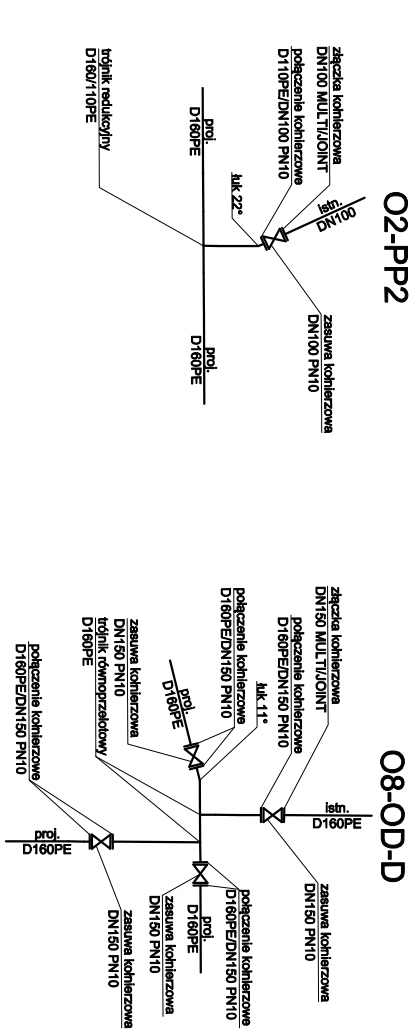 O2-PP2
złączka kołnierzowa
DN100 MULTI/JOINT
połączenie kołnierzowe
D110PE/DN100 PN10
istn.
DN100
zasuwa kołnierzowa
DN100 PN10
łuk 22°
proj.
D160PE
proj.
D160PE
trójnik redukcyjny
D160/110PE
O8-OD-D
złączka kołnierzowa
DN150 MULTI/JOINT
połączenie kołnierzowe
D160PE/DN150 PN10
istn.
D160PE
zasuwa kołnierzowa
DN150 PN10
łuk 11°
połączenie kołnierzowe
D160PE/DN150 PN10
proj.
D160PE
zasuwa kołnierzowa
DN150 PN10
trójnik równoprzelotowy
D160PE
połączenie kołnierzowe
D160PE/DN150 PN10
proj.
D160PE
zasuwa kołnierzowa
DN150 PN10
połączenie kołnierzowe
D160PE/DN150 PN10
proj.
D160PE
zasuwa kołnierzowa
DN150 PN10